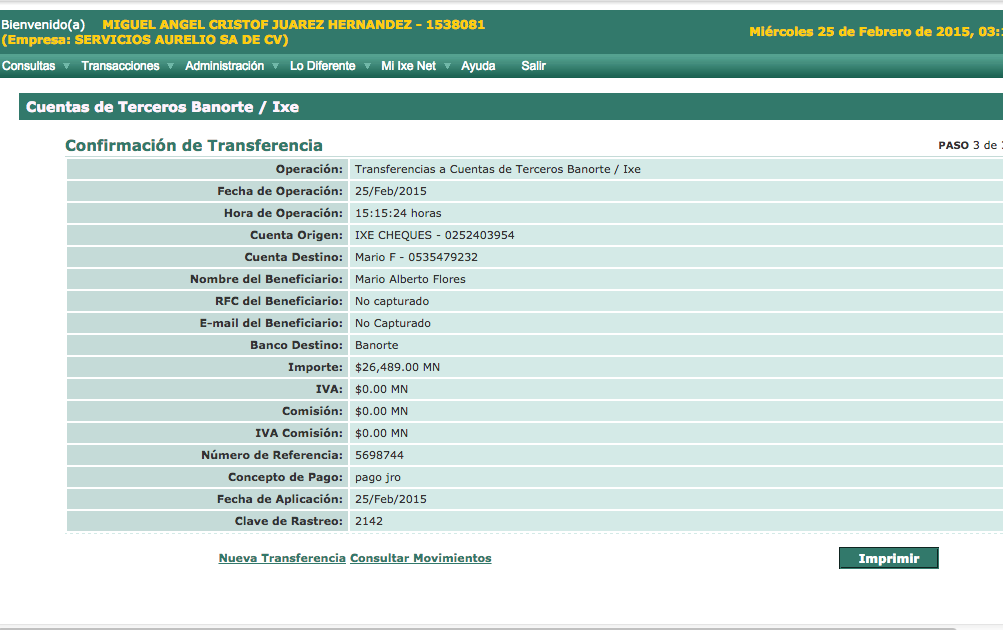 Bienvenido(a) MIGUEL ANGEL CRISTOF JUAREZ HERNANDEZ - 1538081
(Empresa: SERVICIOS AURELIO SA DE CV)
Miércoles 25 de Febrero de 2015, 03:
Consultas Transacciones Administración Lo Diferente Mi Ixe Net Ayuda Salir
Cuentas de Terceros Banorte / Ixe
Confirmación de Transferencia
PASO 3 de
Operación: Transferencias a Cuentas de Terceros Banorte / Ixe
Fecha de Operación: 25/Feb/2015
Hora de Operación: 15:15:24 horas
Cuenta Origen: IXE CHEQUES - 0252403954
Cuenta Destino: Mario F - 0535479232
Nombre del Beneficiario: Mario Alberto Flores
RFC del Beneficiario: No capturado
E-mail del Beneficiario: No Capturado
Banco Destino: Banorte
Importe: $26,489.00 MN
IVA: $0.00 MN
Comisión: $0.00 MN
IVA Comisión: $0.00 MN
Número de Referencia: 5698744
Concepto de Pago: pago jro
Fecha de Aplicación: 25/Feb/2015
Clave de Rastreo: 2142
Nueva Transferencia Consultar Movimientos
Imprimir